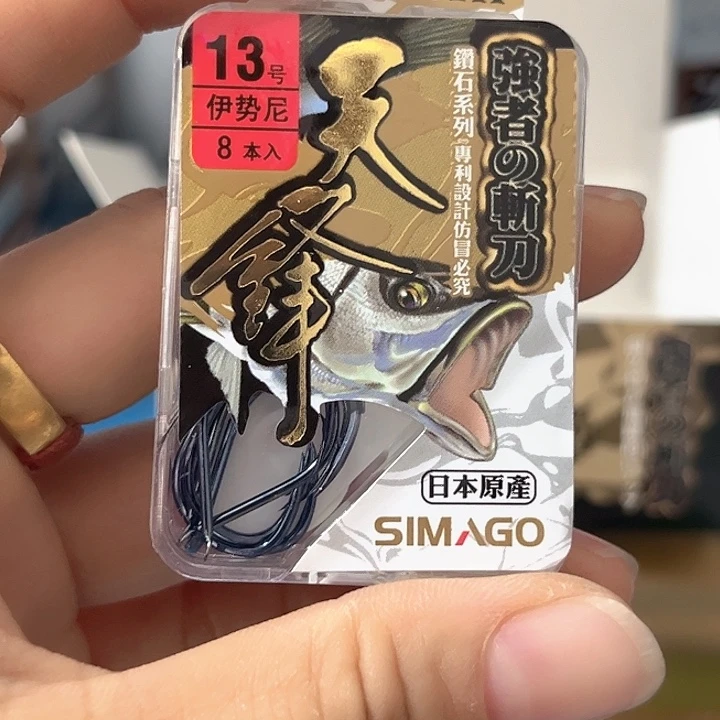 13号
伊势尼
8本入
天鋒
強者の斬刀
鑽石系列 專利設計仿冒必究
日本原產
SIMAGO